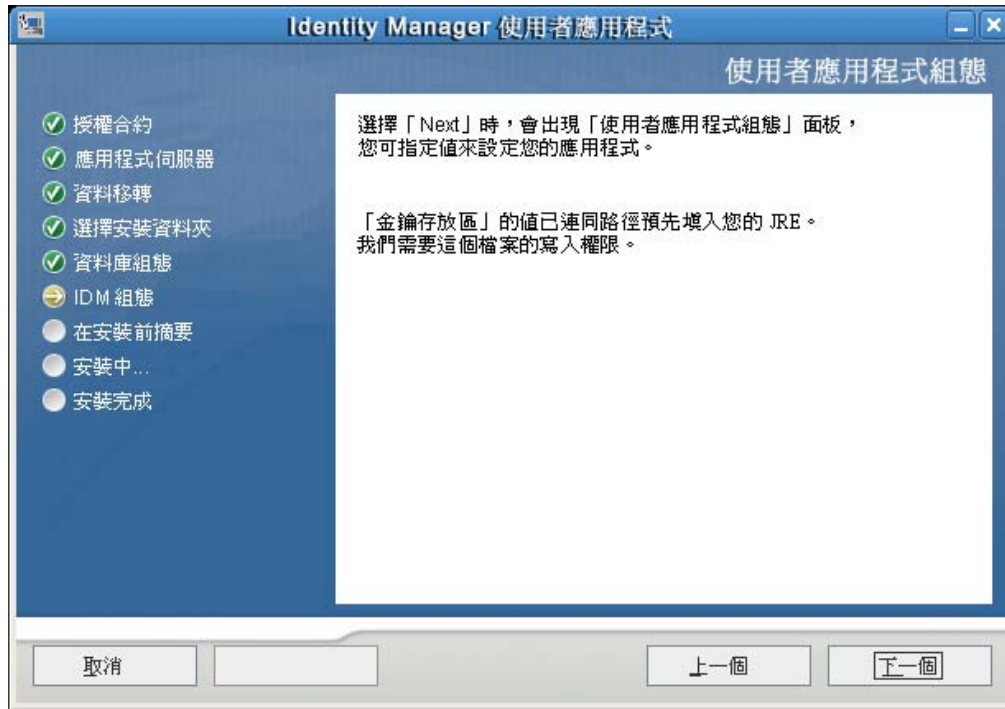 Identity Manager 使用者應用程式
使用者應用程式組態
授權合約
應用程式伺服器
資料移轉
選擇安裝資料夾
資料庫組態
IDM 組態
在安裝前摘要
安裝中...
安裝完成
選擇「Next」時，會出現「使用者應用程式組態」面板，
您可指定值來設定您的應用程式。
「金鑰存放區」的值已連同路徑預先填入您的 JRE。
我們需要這個檔案的寫入權限。
取消
上一個
下一個